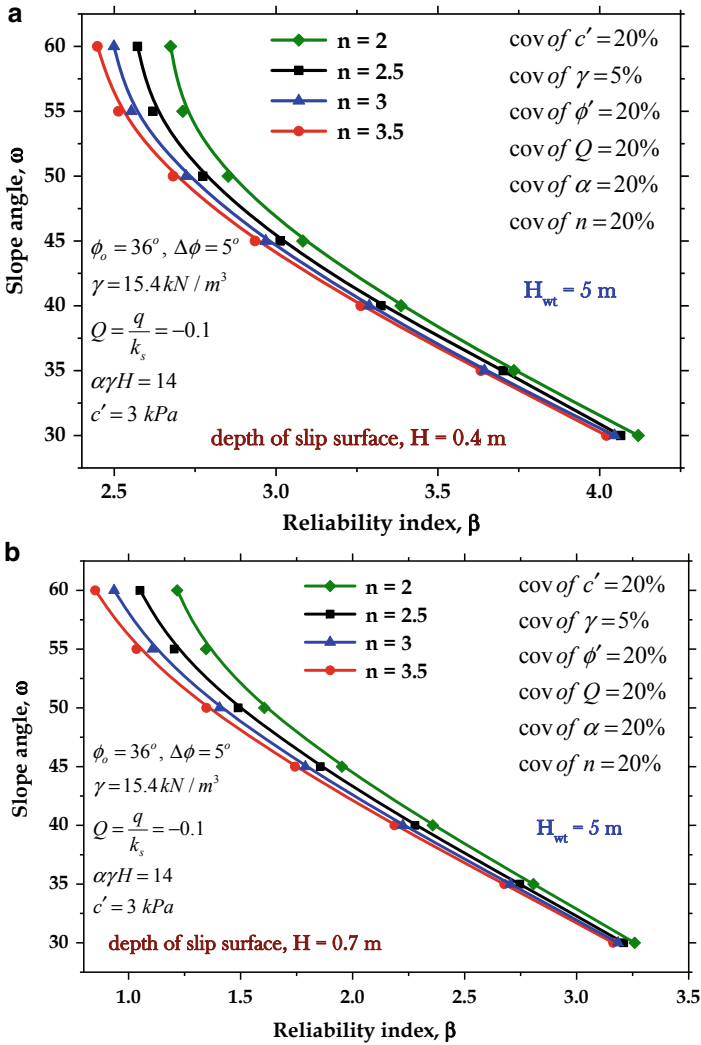 a
n = 2
n = 2.5
n = 3
n = 3.5
cov of c′ = 20%
cov of γ = 5%
cov of ϕ′ = 20%
cov of Q = 20%
cov of α = 20%
cov of n = 20%
H_wt = 5 m
ϕ_o = 36°, Δϕ = 5°
γ = 15.4 kN / m³
Q = q / k_s = −0.1
αγH = 14
c′ = 3 kPa
depth of slip surface, H = 0.4 m
Slope angle, ω
60
55
50
45
40
35
30
2.5 3.0 3.5 4.0
Reliability index, β
b
n = 2
n = 2.5
n = 3
n = 3.5
cov of c′ = 20%
cov of γ = 5%
cov of ϕ′ = 20%
cov of Q = 20%
cov of α = 20%
cov of n = 20%
H_wt = 5 m
ϕ_o = 36°, Δϕ = 5°
γ = 15.4 kN / m³
Q = q / k_s = −0.1
αγH = 14
c′ = 3 kPa
depth of slip surface, H = 0.7 m
Slope angle, ω
60
55
50
45
40
35
30
1.0 1.5 2.0 2.5 3.0 3.5
Reliability index, β